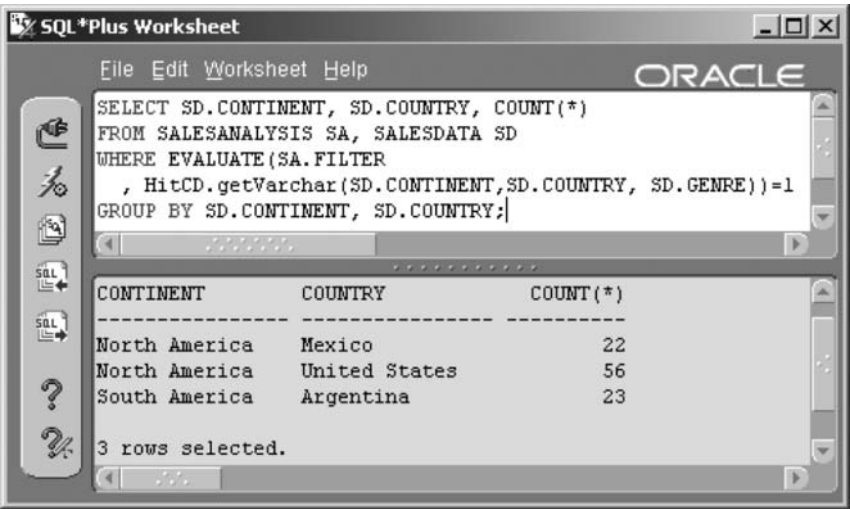 SQL*Plus Worksheet
File Edit Worksheet Help
ORACLE
SELECT SD.CONTINENT, SD.COUNTRY, COUNT(*)
FROM SALESANALYSIS SA, SALESDATA SD
WHERE EVALUATE(SA.FILTER
, HitCD.getVarchar(SD.CONTINENT,SD.COUNTRY, SD.GENRE))=1
GROUP BY SD.CONTINENT, SD.COUNTRY;
CONTINENT COUNTRY COUNT(*)
---------------- ---------------- ----------
North America Mexico 22
North America United States 56
South America Argentina 23
3 rows selected.
SQL
SQL